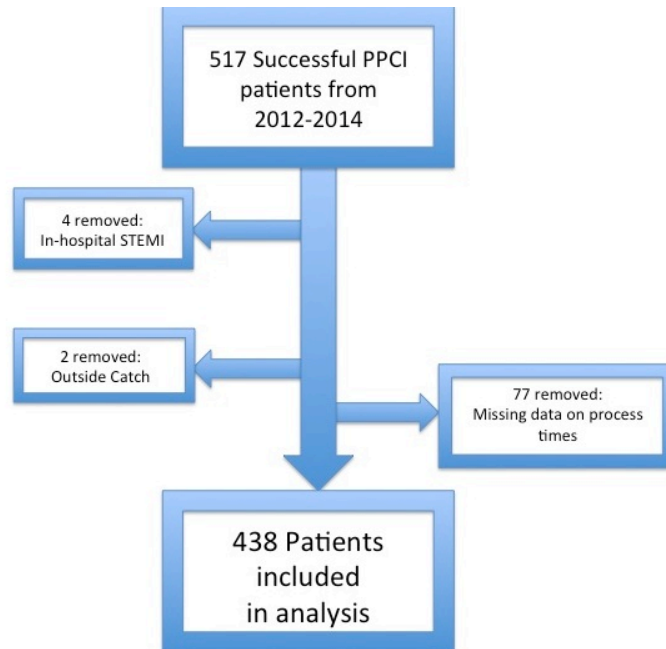 517 Successful PPCI
patients from
2012-2014
4 removed:
In-hospital STEMI
2 removed:
Outside Catch
77 removed:
Missing data on process
times
438 Patients
included
in analysis